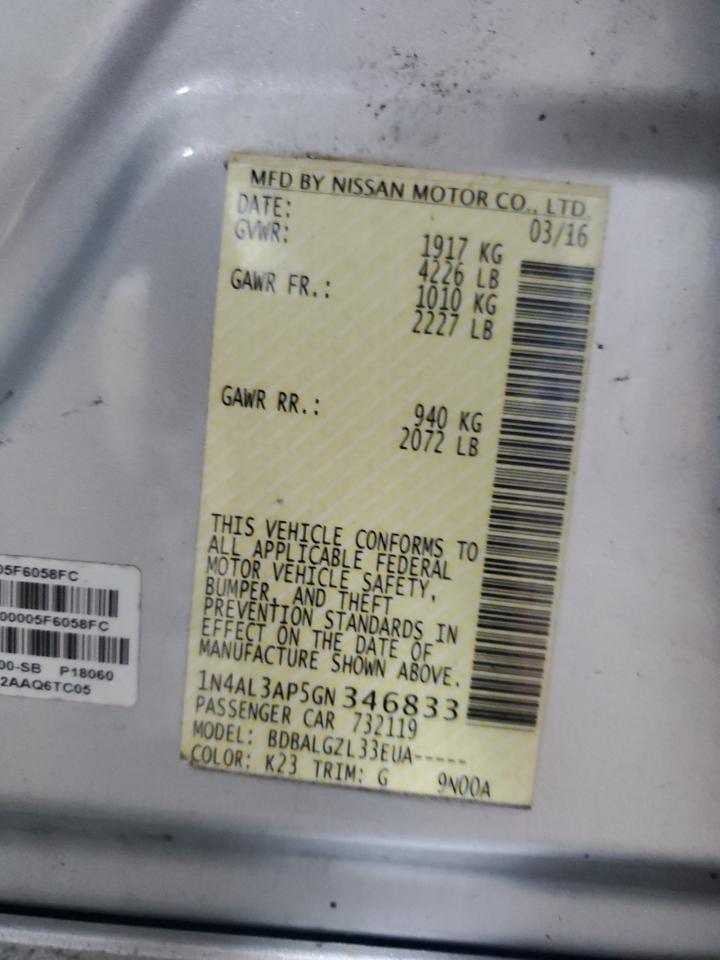 MFD BY NISSAN MOTOR CO., LTD.
DATE: 03/16
GVWR: 1917 KG
4226 LB
GAWR FR.: 1010 KG
2227 LB
GAWR RR.: 940 KG
2072 LB
THIS VEHICLE CONFORMS TO
ALL APPLICABLE FEDERAL
MOTOR VEHICLE SAFETY,
BUMPER, AND THEFT
PREVENTION STANDARDS IN
EFFECT ON THE DATE OF
MANUFACTURE SHOWN ABOVE.
1N4AL3AP5GN 346833
PASSENGER CAR 732119
MODEL: BDBALGZL33EUA-----
COLOR: K23 TRIM: G 9N00A
05F6058FC
00005F6058FC
00-SB P18060
2AAQ6TC05